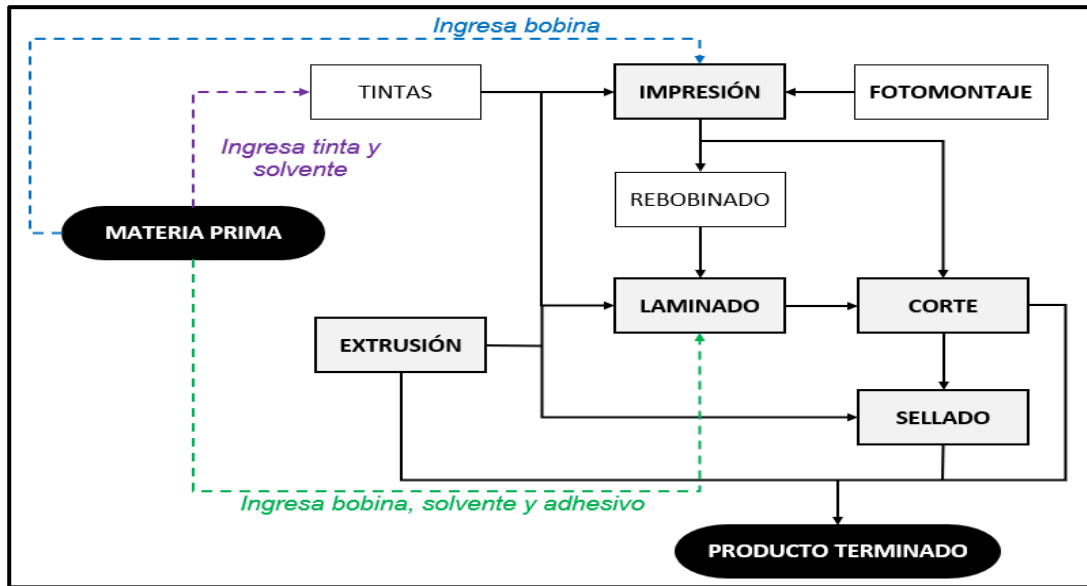 Ingresa bobina
TINTAS
IMPRESIÓN
FOTOMONTAJE
Ingresa tinta y
solvente
REBOBINADO
MATERIA PRIMA
LAMINADO
CORTE
EXTRUSIÓN
SELLADO
Ingresa bobina, solvente y adhesivo
PRODUCTO TERMINADO